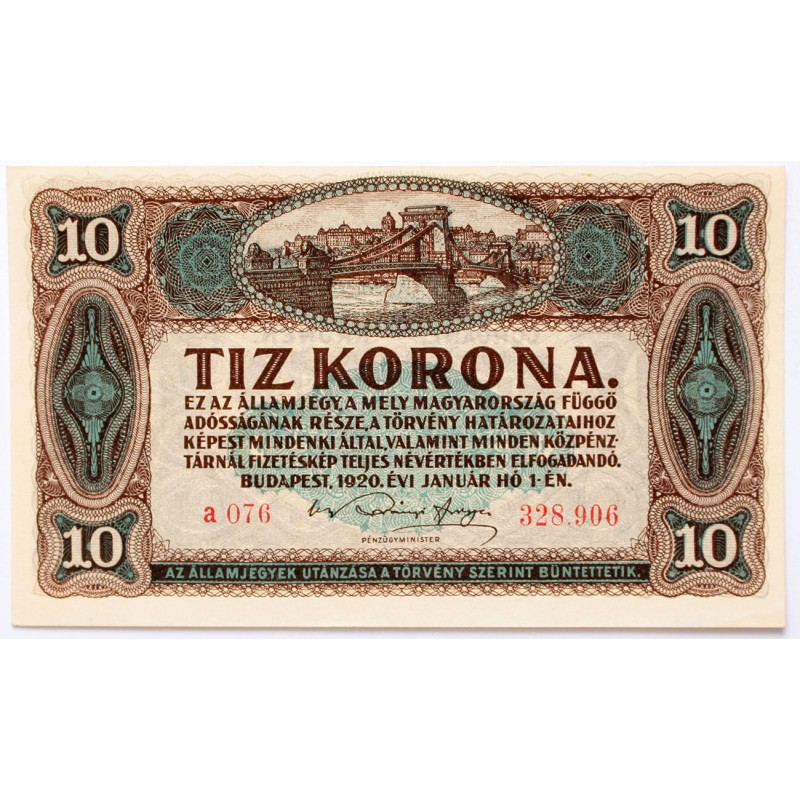 10 10
TIZ KORONA.
EZ AZ ÁLLAMJEGY, A MELY MAGYARORSZÁG FÜGGŐ
ADÓSSÁGÁNAK RÉSZE, A TÖRVÉNY HATÁROZATAIHOZ
KÉPEST MINDENKI ÁLTAL, VALAMINT MINDEN KÖZPÉNZ-
TÁRNÁL FIZETÉSKÉP TELJES NÉVÉRTÉKBEN ELFOGADANDÓ.
BUDAPEST, 1920. ÉVI JANUÁR HÓ 1-ÉN.
a 076 328.906
PÉNZÜGYMINISTER
10 10
AZ ÁLLAMJEGYEK UTÁNZÁSA A TÖRVÉNY SZERINT BÜNTETTETIK.